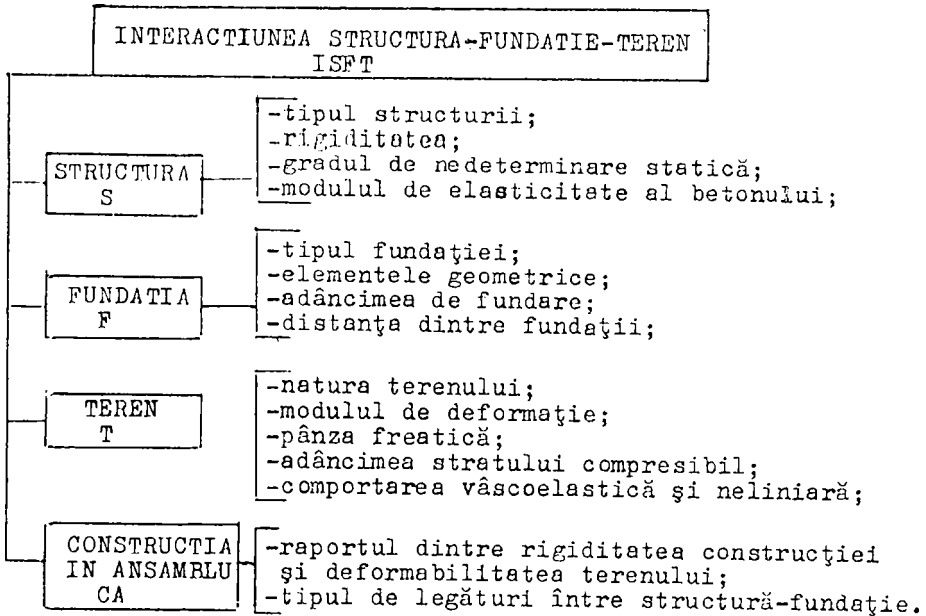 INTERACTIUNEA STRUCTURA-FUNDATIE-TEREN
ISFT
STRUCTURA
S
-tipul structurii;
-rigiditatea;
-gradul de nedeterminare statică;
-modulul de elasticitate al betonului;
FUNDATIA
F
-tipul fundaţiei;
-elementele geometrice;
-adâncimea de fundare;
-distanţa dintre fundaţii;
TEREN
T
-natura terenului;
-modulul de deformaţie;
-pânza freatică;
-adâncimea stratului compresibil;
-comportarea vâscoelastică şi neliniară;
CONSTRUCTIA
IN ANSAMBLU
CA
-raportul dintre rigiditatea construcţiei
şi deformabilitatea terenului;
-tipul de legături între structură-fundaţie.